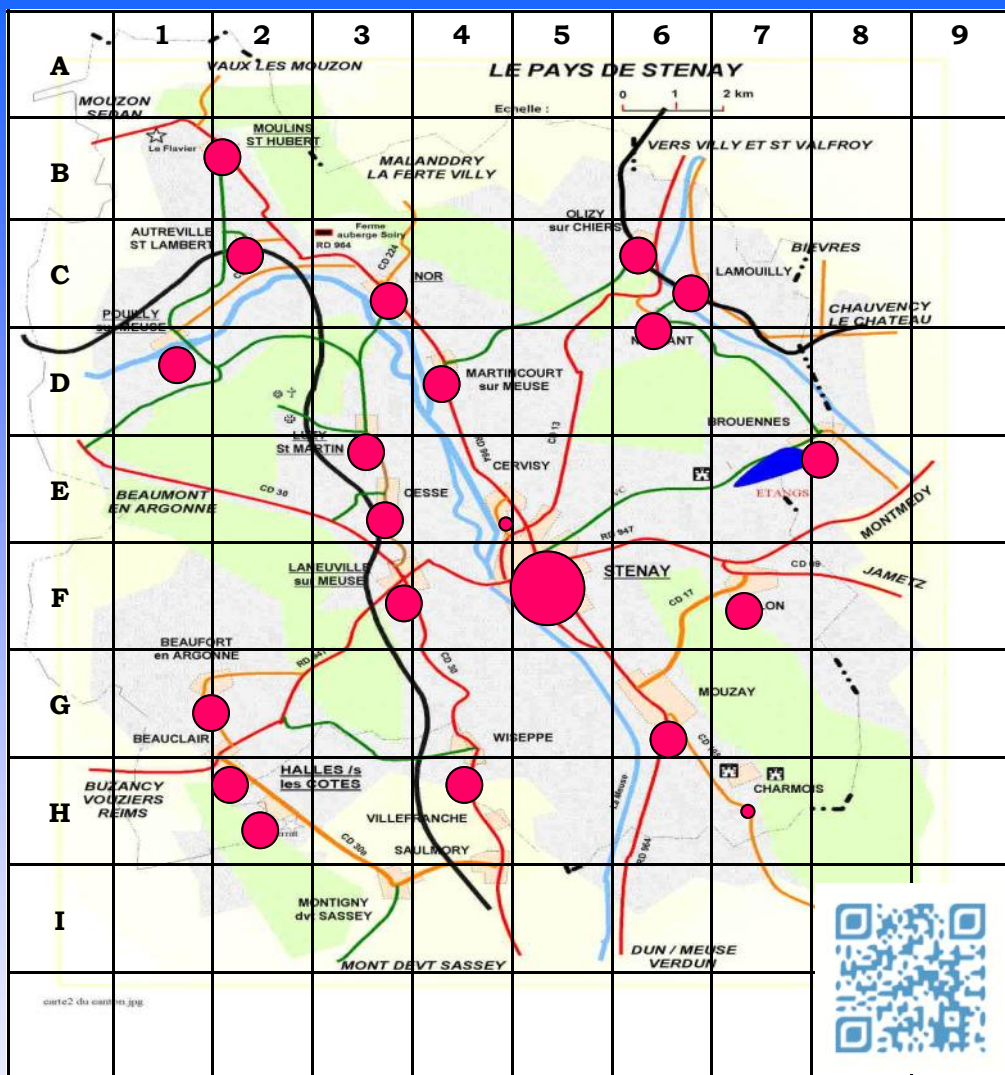 1 2 3 4 5 6 7 8 9
A
VAUX LES MOUZON
LE PAYS DE STENAY
MOUZON
SEDAN
Echelle :
0 1 2 km
B
Le Flavier
MOULINS
ST HUBERT
MALANDDRY
LA FERTE VILLY
VERS VILLY ET ST VALFROY
OLIZY
sur CHIERS
C
AUTREVILLE
ST LAMBERT
Ferme
auberge Soiry
RD 964
CD 224
NOR
LAMOUILLY
BIEVRES
CHAUVENCY
LE CHATEAU
POUILLY
sur MEUSE
D
MARTINCOURT
sur MEUSE
BROUENNES
CD 13
E
St MARTIN
RD 964
CERVISY
CESSE
CD 30
BEAUMONT
EN ARGONNE
VC
ETANGS
RD 947
MONTMEDY
F
LANEUVILLE
sur MEUSE
STENAY
CD 69
JAMETZ
CD 17
LON
BEAUFORT
en ARGONNE
RD 947
CD 30
G
MOUZAY
BEAUCLAIR
WISEPPE
H
HALLES /s
les COTES
BUZANCY
VOUZIERS
REIMS
VILLEFRANCHE
La Meuse
CHARMOIS
CD 30e
SAULMORY
RD 964
I
MONTIGNY
dvt SASSEY
MONT DEVT SASSEY
DUN / MEUSE
VERDUN
carte2 du canton.jpg